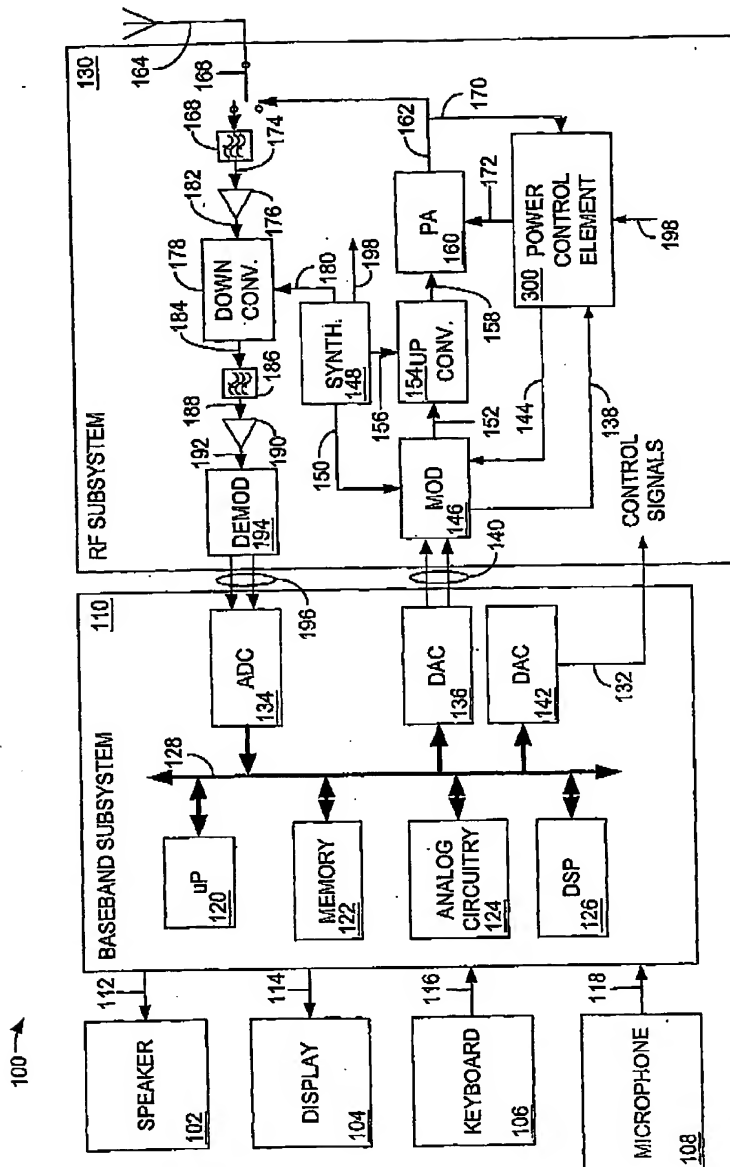 100
SPEAKER
102
112
DISPLAY
104
114
KEYBOARD
106
116
MICROPHONE
108
118
BASEBAND SUBSYSTEM
110
uP
120
MEMORY
122
ANALOG
CIRCUITRY
124
DSP
126
128
ADC
134
DAC
136
DAC
142
132
CONTROL
SIGNALS
196
140
RF SUBSYSTEM
130
DEMOD
194
192
190
188
186
184
DOWN
CONV.
178
182
176
174
168
166
164
180
198
SYNTH.
148
150
156
MOD
146
152
UP
CONV.
154
158
PA
160
162
170
172
POWER
CONTROL
ELEMENT
300
198
144
138